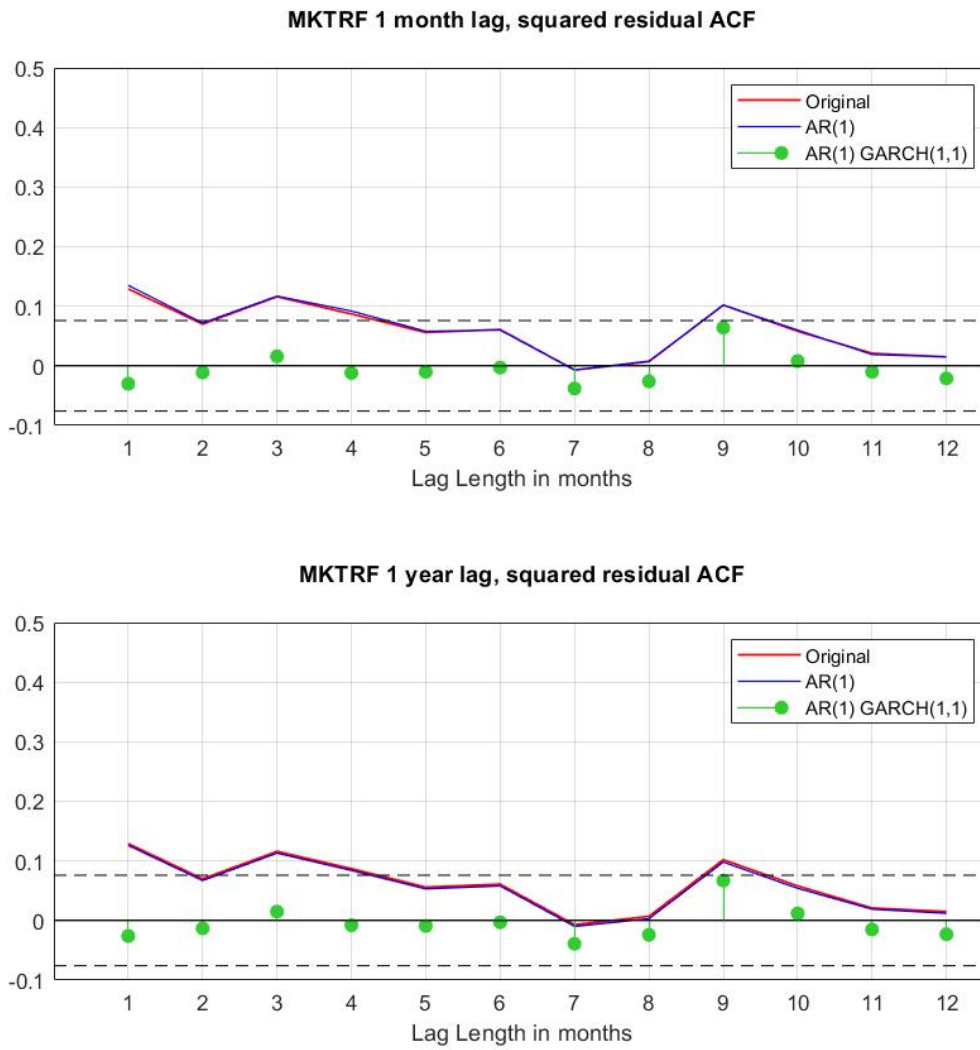 MKTRF 1 month lag, squared residual ACF
0.5
0.4
0.3
0.2
0.1
0
-0.1
Original
AR(1)
AR(1) GARCH(1,1)
1 2 3 4 5 6 7 8 9 10 11 12
Lag Length in months
MKTRF 1 year lag, squared residual ACF
0.5
0.4
0.3
0.2
0.1
0
-0.1
Original
AR(1)
AR(1) GARCH(1,1)
1 2 3 4 5 6 7 8 9 10 11 12
Lag Length in months